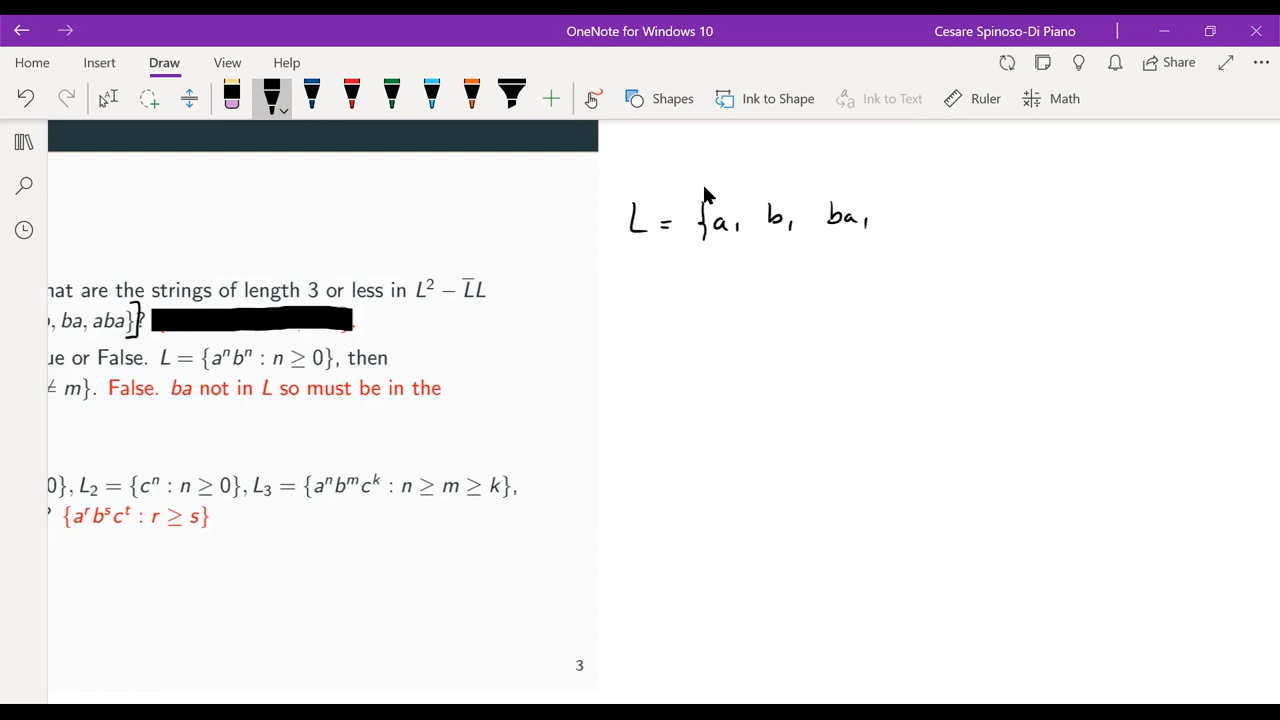 OneNote for Windows 10
Cesare Spinoso-Di Piano
Home Insert Draw View Help
Share
Shapes Ink to Shape Ink to Text Ruler Math
L = {a, b, ba,
hat are the strings of length 3 or less in L² − L̅L
, ba, aba}]?
ue or False. L = {aⁿbⁿ : n ≥ 0}, then
≠ m}. False. ba not in L so must be in the
0}, L₂ = {cⁿ : n ≥ 0}, L₃ = {aⁿbᵐcᵏ : n ≥ m ≥ k},
? {aʳbˢcᵗ : r ≥ s}
3